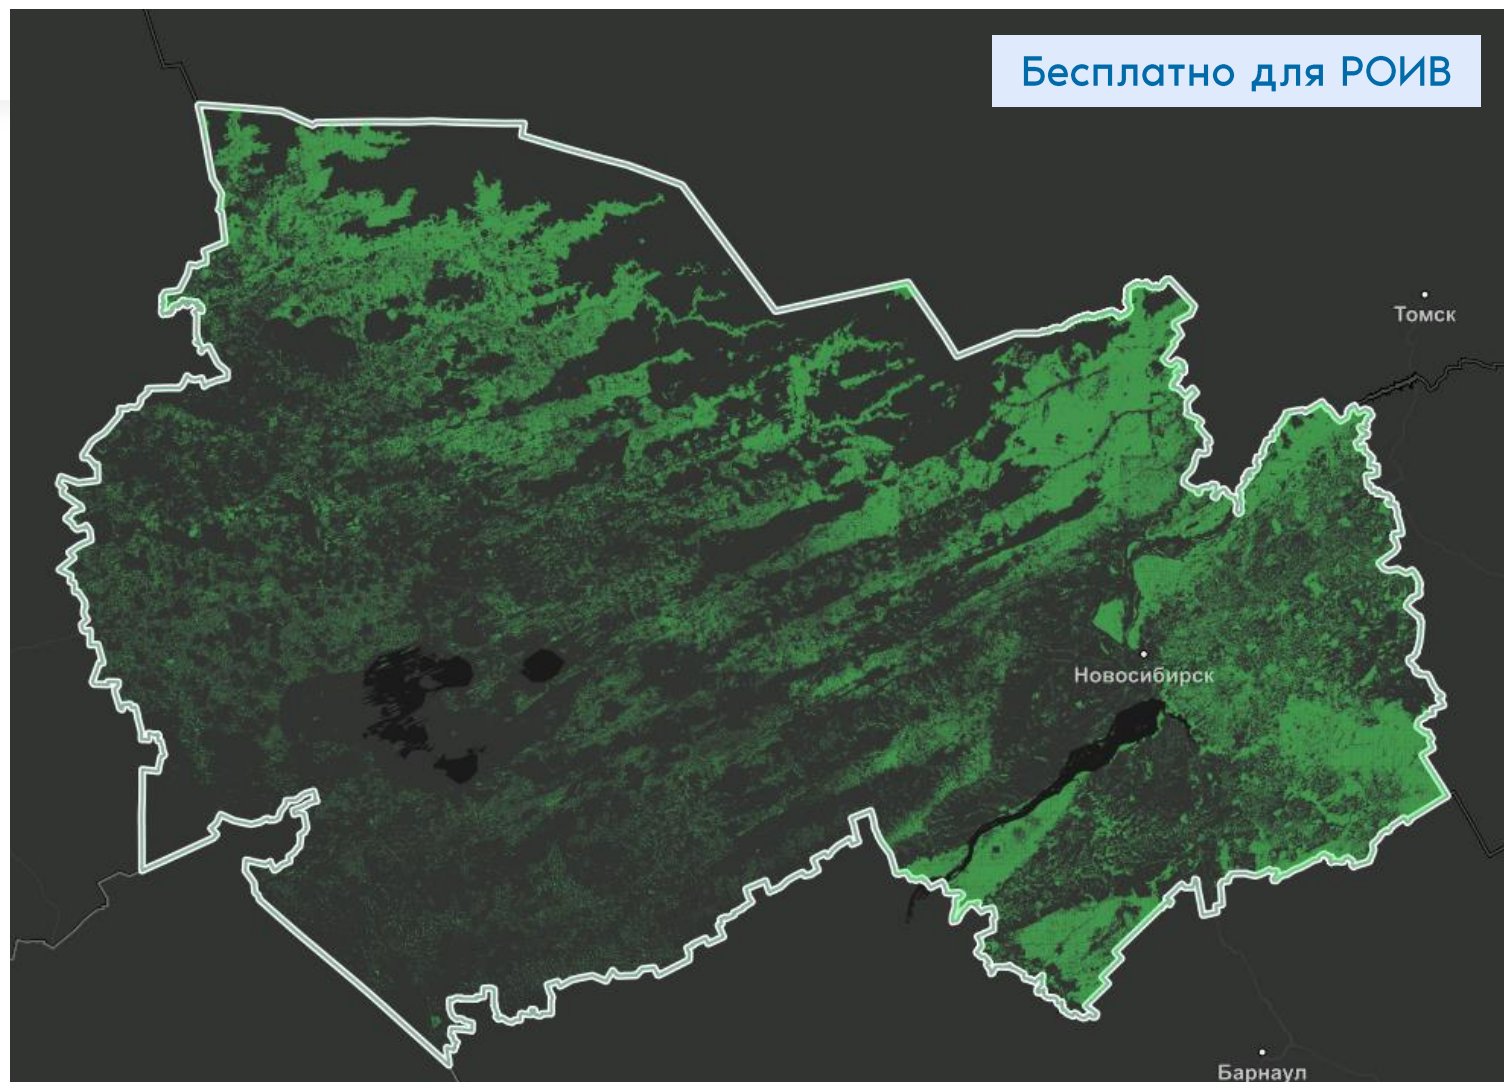 Бесплатно для РОИВ
Томск
Новосибирск
Барнаул